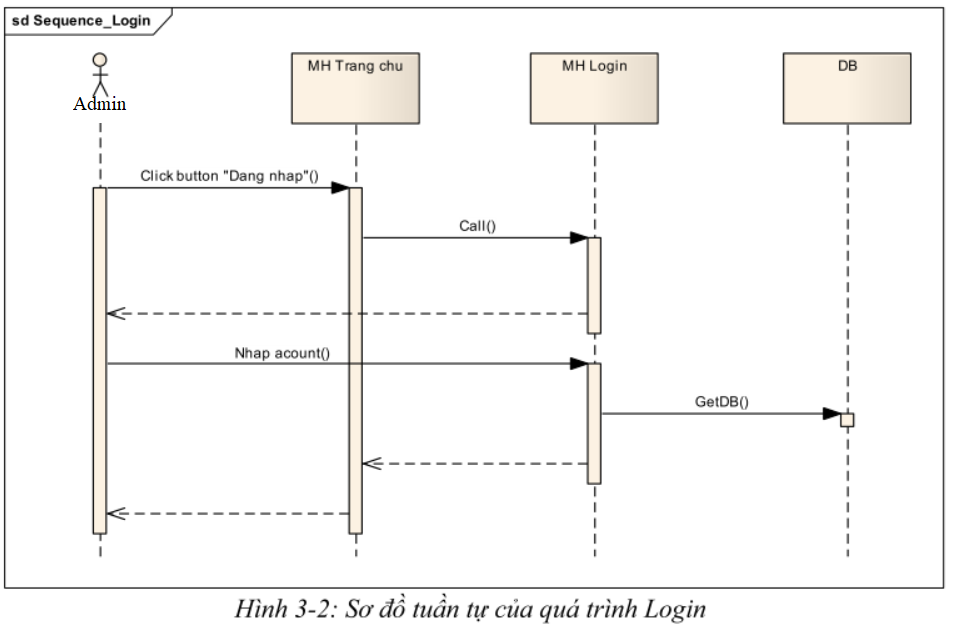 sd Sequence_Login
Admin
MH Trang chu
MH Login
DB
Click button "Dang nhap"()
Call()
Nhap acount()
GetDB()
Hình 3-2: Sơ đồ tuần tự của quá trình Login